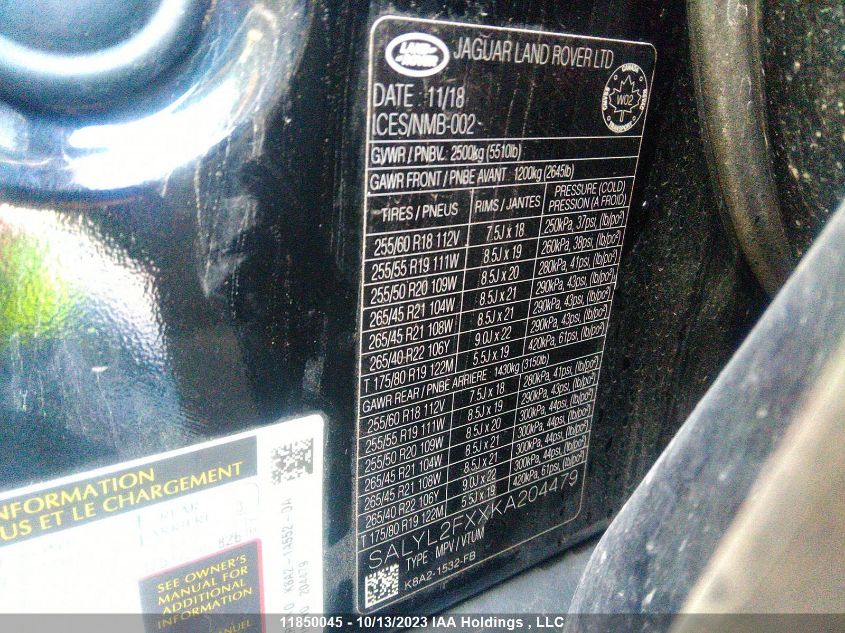 LAND-
ROVER
JAGUAR LAND ROVER LTD
CANADA
W02
DATE : 11/18
ICES/NMB-002
GVWR / PNBV.: 2500kg (5510lb)
GAWR FRONT / PNBE AVANT : 1200kg (2645lb)
TIRES / PNEUS RIMS / JANTES PRESSURE (COLD)
PRESSION (A FROID)
255/60 R18 112V 7.5J x 18 250kPa, 37psi, (lb/po²)
255/55 R19 111W 8.5J x 19 260kPa, 38psi, (lb/po²)
255/50 R20 109W 8.5J x 20 280kPa, 41psi, (lb/po²)
265/45 R21 104W 8.5J x 21 290kPa, 43psi, (lb/po²)
265/45 R21 108W 8.5J x 21 290kPa, 43psi, (lb/po²)
265/40 R22 106Y 9.0J x 22 290kPa, 43psi, (lb/po²)
T 175/80 R19 122M 5.5J x 19 420kPa, 61psi, (lb/po²)
GAWR REAR / PNBE ARRIERE : 1430kg (3150lb)
255/60 R18 112V 7.5J x 18 280kPa, 41psi, (lb/po²)
255/55 R19 111W 8.5J x 19 290kPa, 43psi, (lb/po²)
255/50 R20 109W 8.5J x 20 300kPa, 44psi, (lb/po²)
265/45 R21 104W 8.5J x 21 300kPa, 44psi, (lb/po²)
265/45 R21 108W 8.5J x 21 300kPa, 44psi, (lb/po²)
265/40 R22 106Y 9.0J x 22 300kPa, 44psi, (lb/po²)
T 175/80 R19 122M 5.5J x 19 420kPa, 61psi, (lb/po²)
SALYL2FXXKA204479
TYPE : MPV / VTUM
K8A2-1532-FB
INFORMATION
US ET LE CHARGEMENT
REAR
ARRIÈRE
3
826
SEE OWNER'S
MANUAL FOR
ADDITIONAL
INFORMATION
MANUEL
K8A2-1A552-DA
204479
11850045 - 10/13/2023 IAA Holdings , LLC